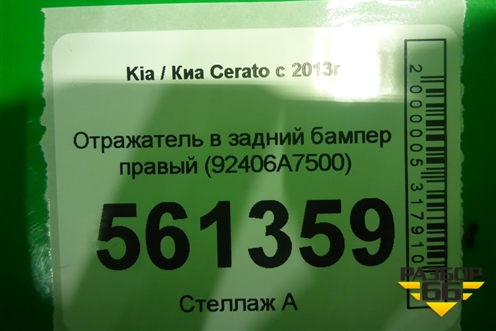 Kia / Киа Cerato с 2013г
Отражатель в задний бампер
правый (92406A7500)
561359
Стеллаж А
2000005317910
РАЗБОР
66